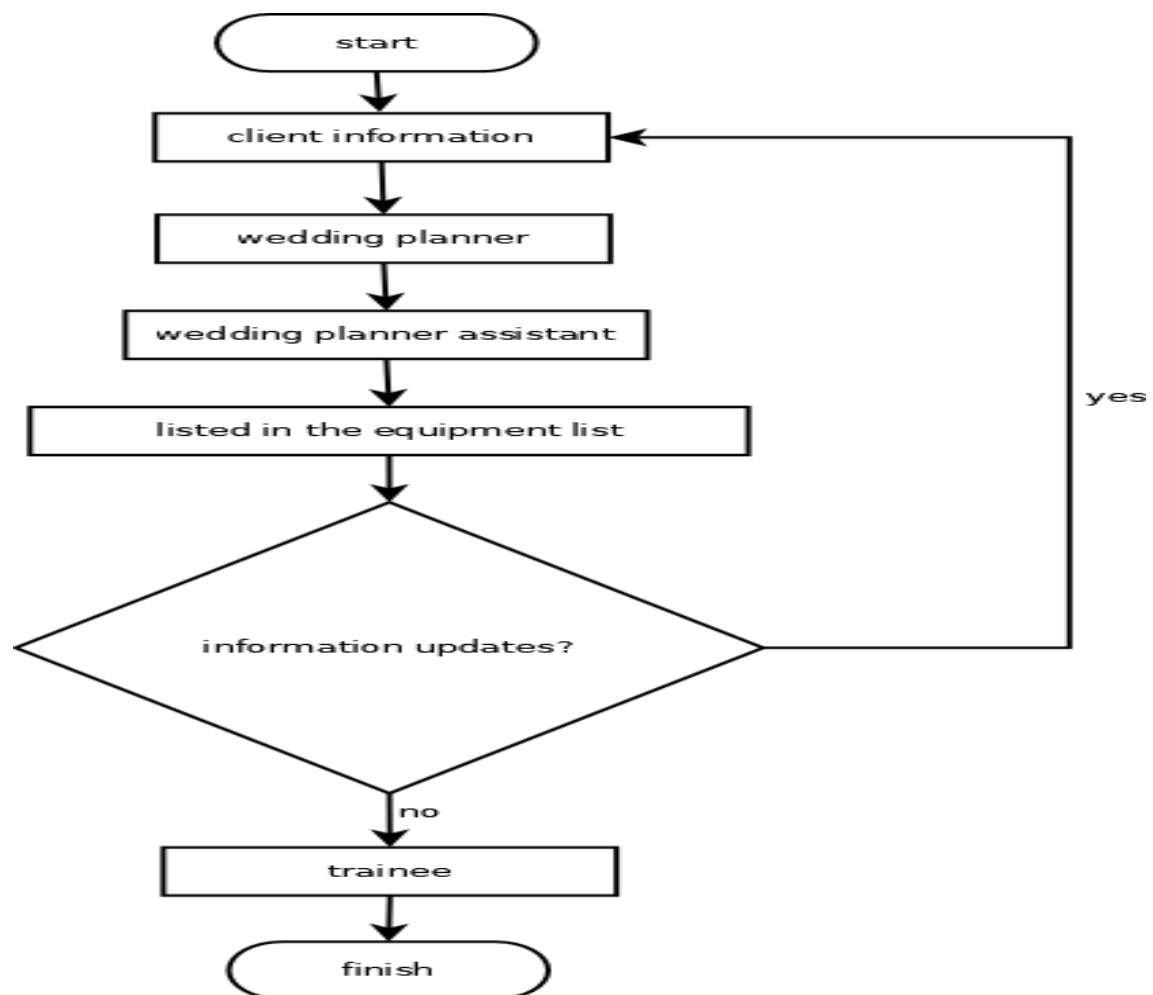 start
client information
wedding planner
wedding planner assistant
listed in the equipment list
yes
information updates?
no
trainee
finish